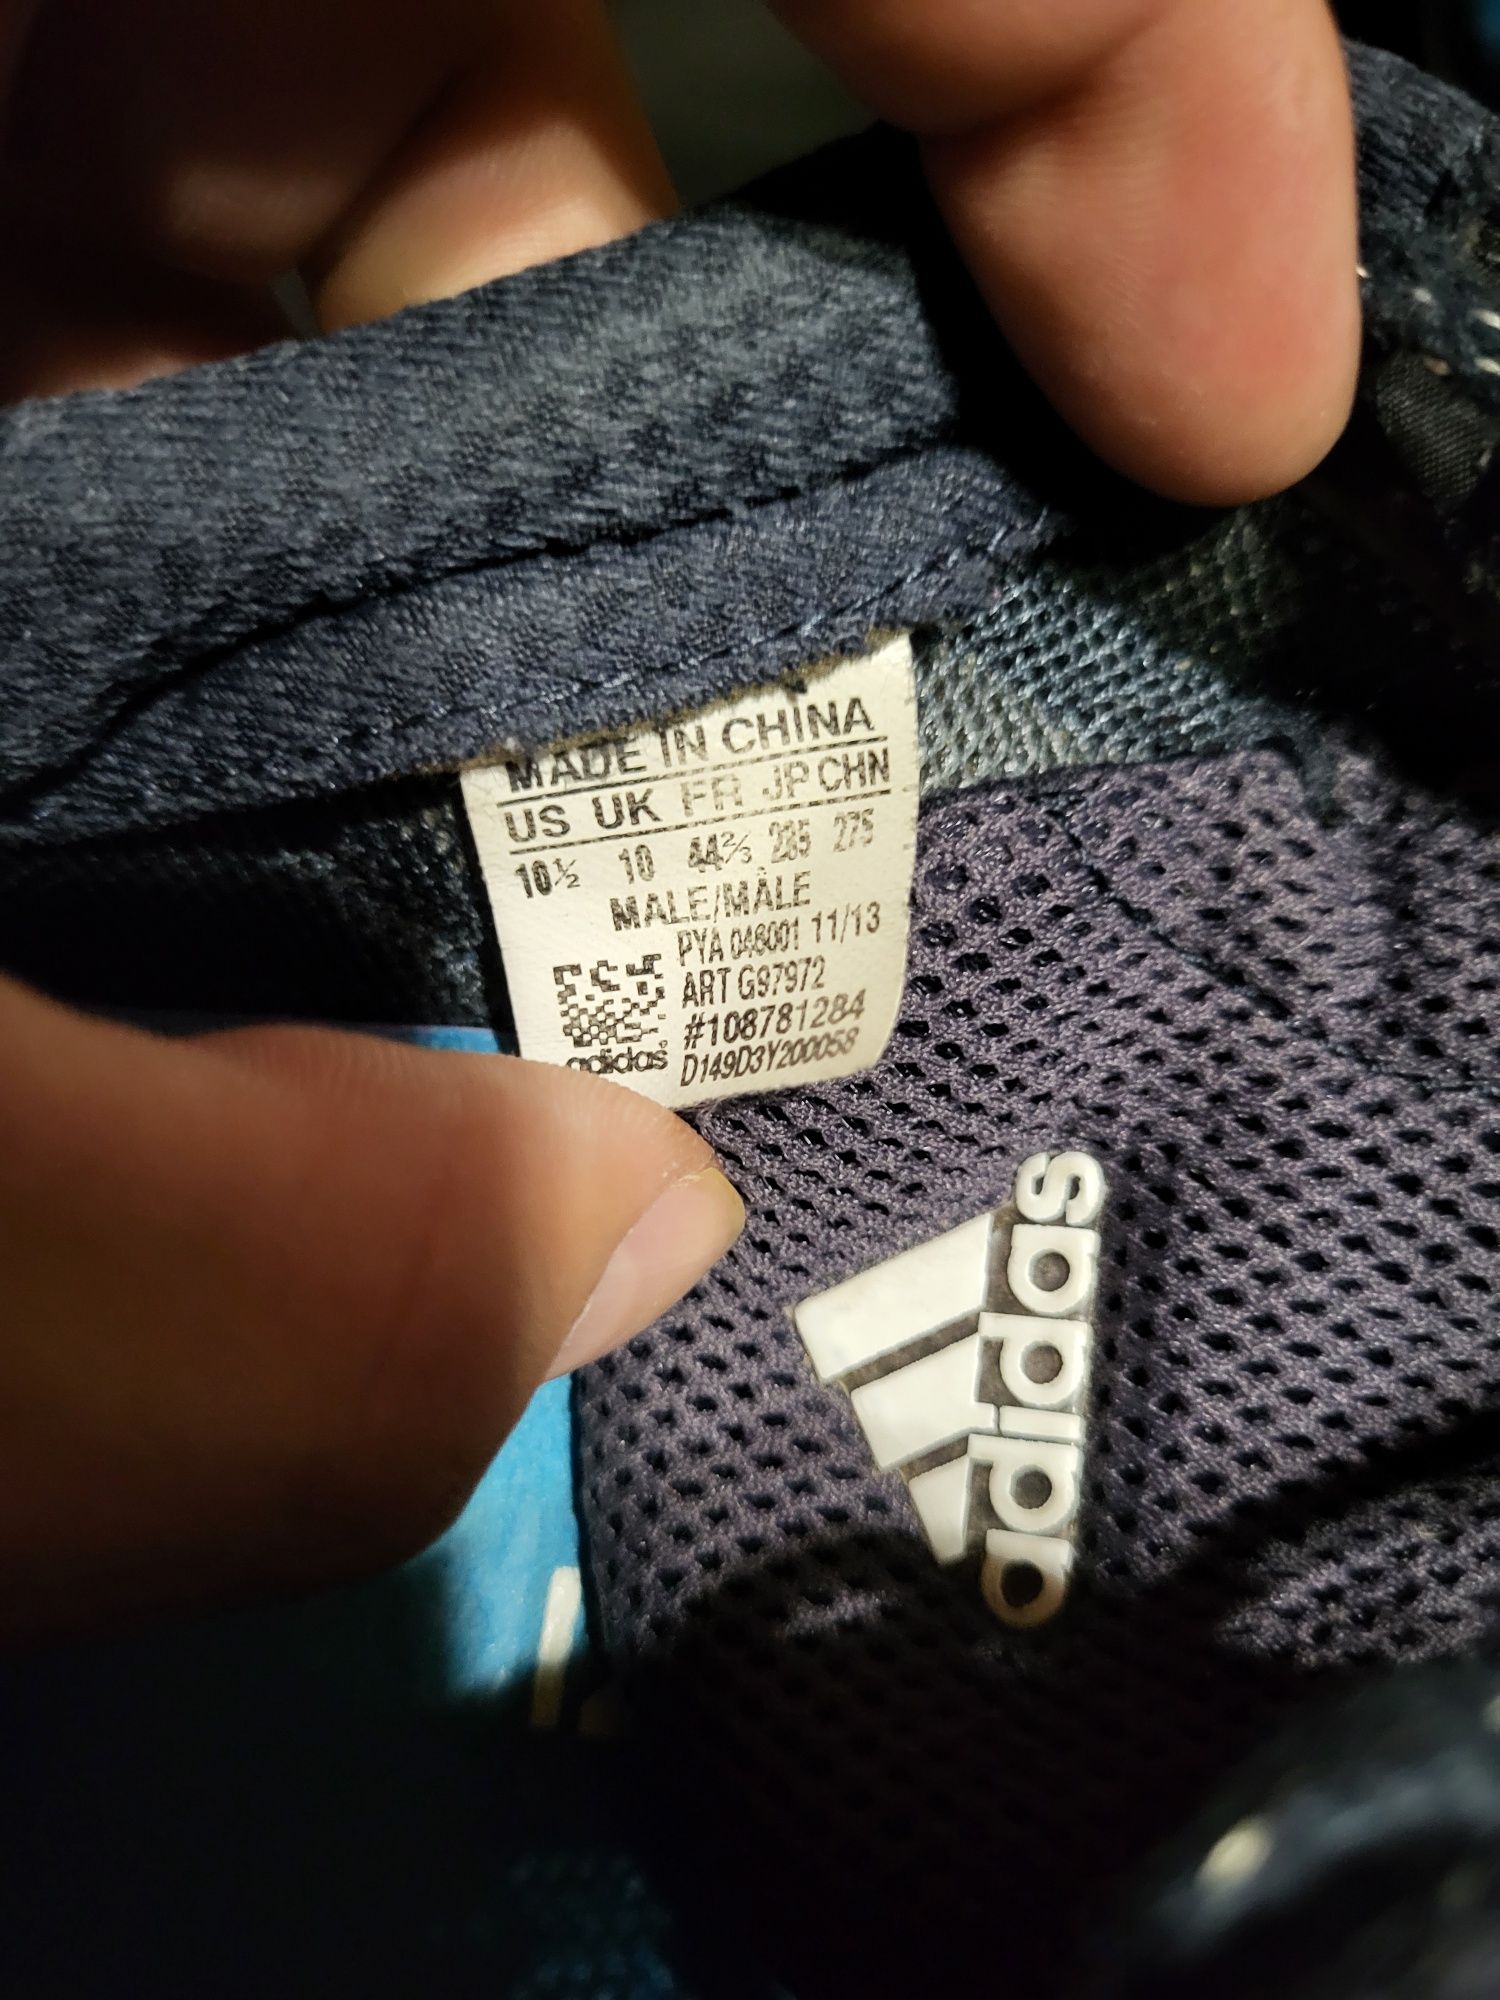 MADE IN CHINA
US UK FR JP CHN
10½ 10 44⅔ 285 275
MALE/MÂLE
PYA 046001 11/13
ART G97972
#108781284
adidas D149D3Y200058
adidas